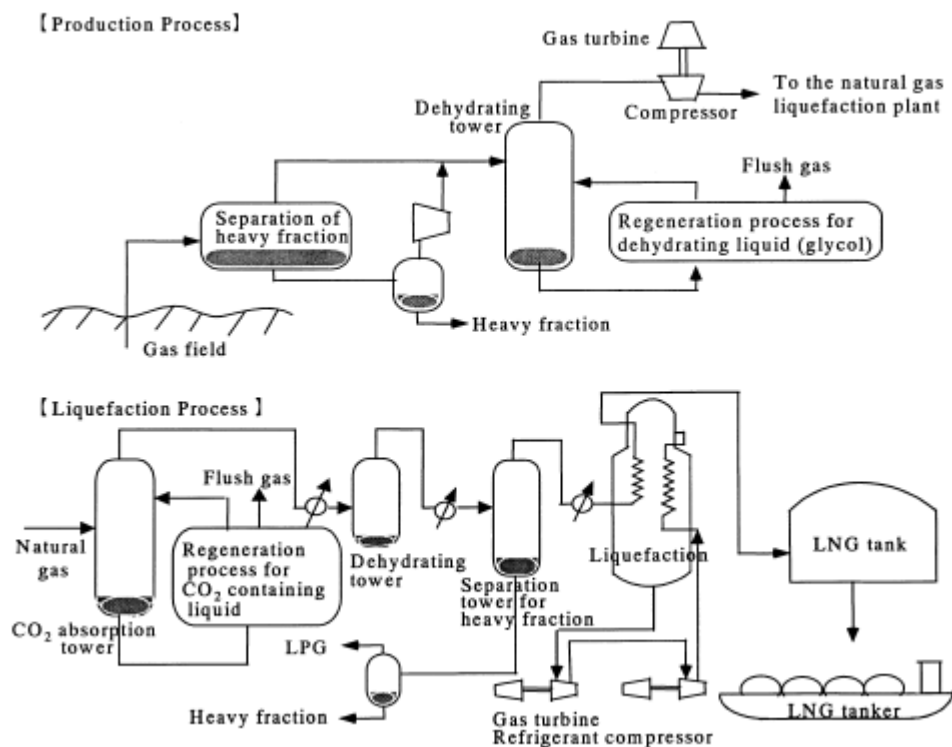 【Production Process】
Gas turbine
To the natural gas
liquefaction plant
Compressor
Dehydrating
tower
Flush gas
Separation of
heavy fraction
Regeneration process for
dehydrating liquid (glycol)
Heavy fraction
Gas field
【Liquefaction Process】
Flush gas
Natural
gas
Regeneration
process for
CO₂ containing
liquid
Dehydrating
tower
Liquefaction
LNG tank
CO₂ absorption
tower
Separation
tower for
heavy fraction
LPG
Heavy fraction
Gas turbine
Refrigerant compressor
LNG tanker